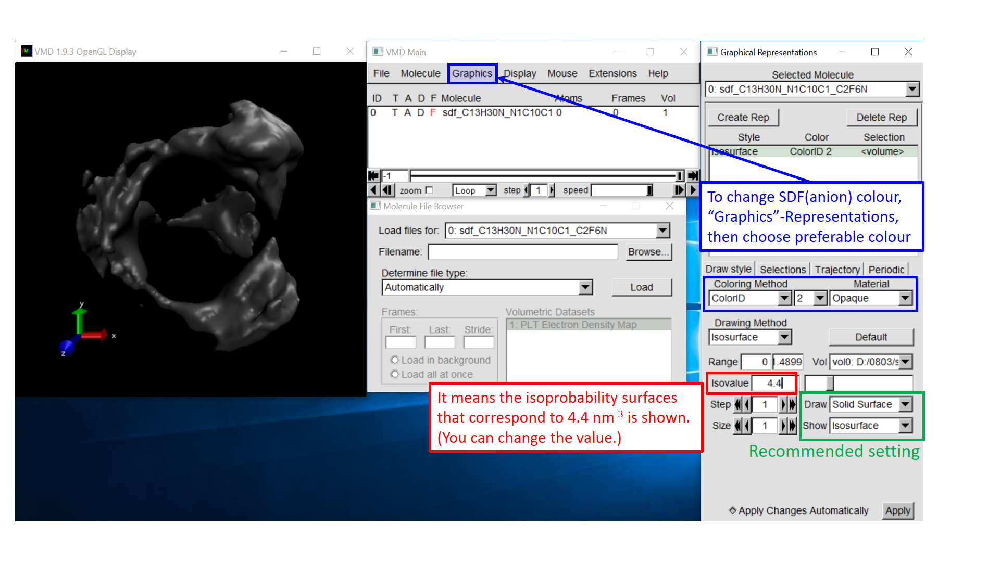 VMD 1.9.3 OpenGL Display
y
x
z
VMD Main
File Molecule Graphics Display Mouse Extensions Help
ID T A D F Molecule Atoms Frames Vol
0 T A D F sdf_C13H30N_N1C10C1 0 0 1
-1
zoom Loop step 1 speed
Molecule File Browser
Load files for: 0: sdf_C13H30N_N1C10C1_C2F6N
Filename: Browse...
Determine file type:
Automatically Load
Frames: Volumetric Datasets
First: Last: Stride: 1: PLT Electron Density Map
Load in background
Load all at once
It means the isoprobability surfaces
that correspond to 4.4 nm⁻³ is shown.
(You can change the value.)
Graphical Representations
Selected Molecule
0: sdf_C13H30N_N1C10C1_C2F6N
Create Rep Delete Rep
Style Color Selection
Isosurface ColorID 2 <volume>
To change SDF(anion) colour,
“Graphics”-Representations,
then choose preferable colour
Draw style Selections Trajectory Periodic
Coloring Method Material
ColorID 2 Opaque
Drawing Method
Isosurface Default
Range 0 .4899 Vol vol0: D:/0803/s
Isovalue 4.4
Step 1 Draw Solid Surface
Size 1 Show Isosurface
Recommended setting
Apply Changes Automatically Apply